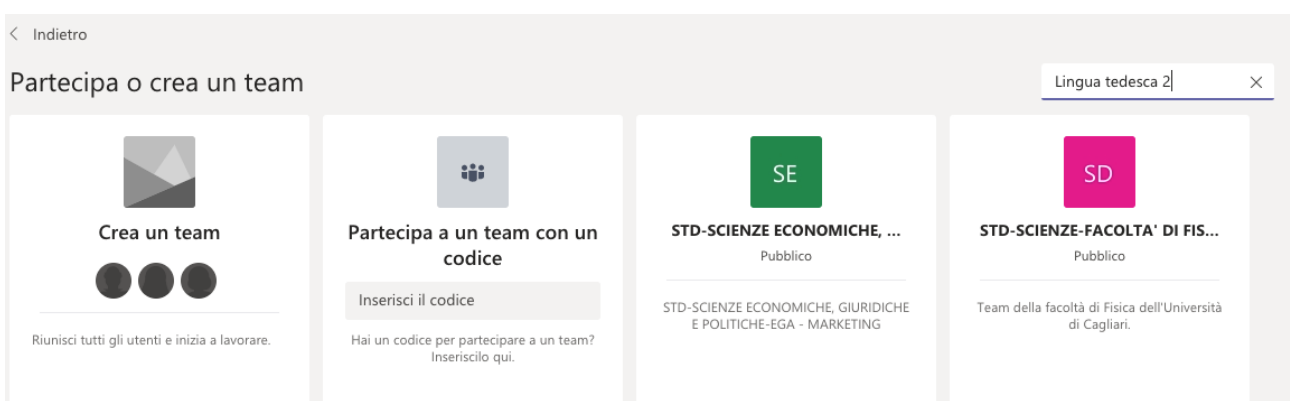 Indietro
Partecipa o crea un team
Lingua tedesca 2
Crea un team
Riunisci tutti gli utenti e inizia a lavorare.
Partecipa a un team con un
codice
Inserisci il codice
Hai un codice per partecipare a un team?
Inseriscilo qui.
SE
STD-SCIENZE ECONOMICHE, ...
Pubblico
STD-SCIENZE ECONOMICHE, GIURIDICHE
E POLITICHE-EGA - MARKETING
SD
STD-SCIENZE-FACOLTA' DI FIS...
Pubblico
Team della facoltà di Fisica dell'Università
di Cagliari.